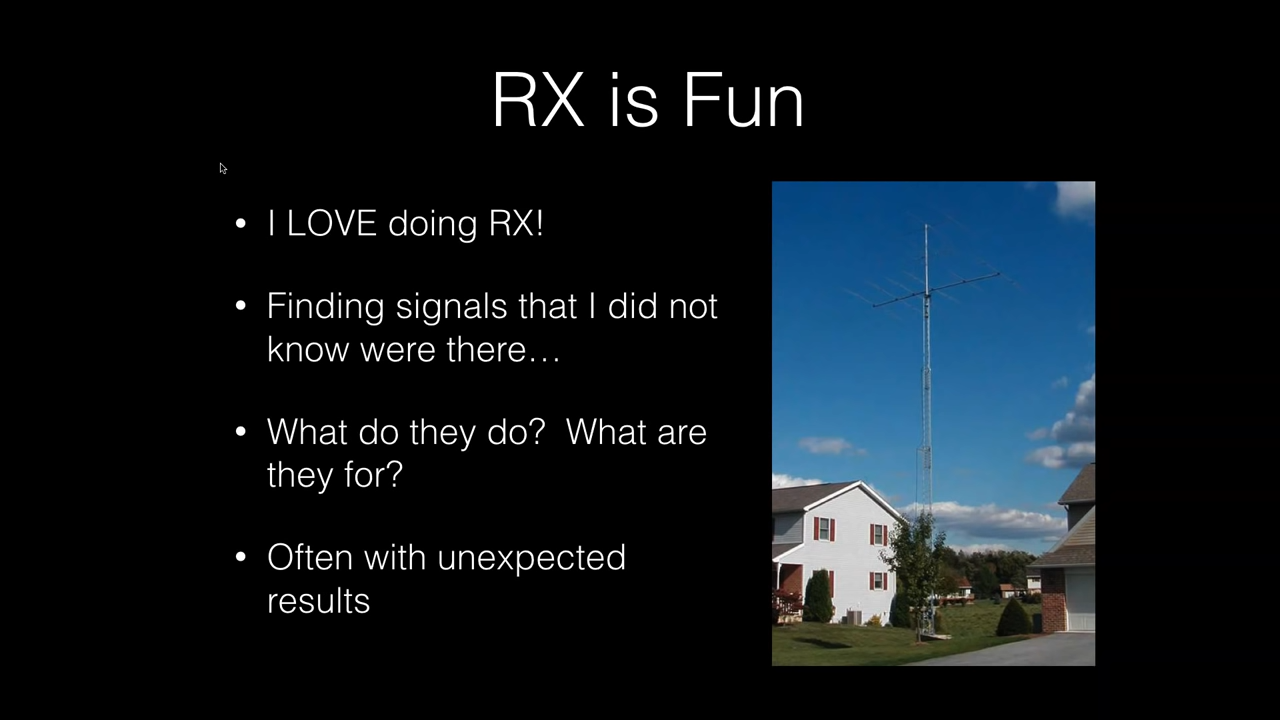 RX is Fun
• I LOVE doing RX!
• Finding signals that I did not
know were there…
• What do they do?  What are
they for?
• Often with unexpected
results